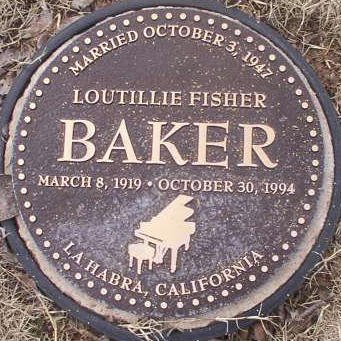 MARRIED OCTOBER 3, 1947
LOUTILLIE FISHER
BAKER
MARCH 8, 1919 • OCTOBER 30, 1994
LA HABRA, CALIFORNIA